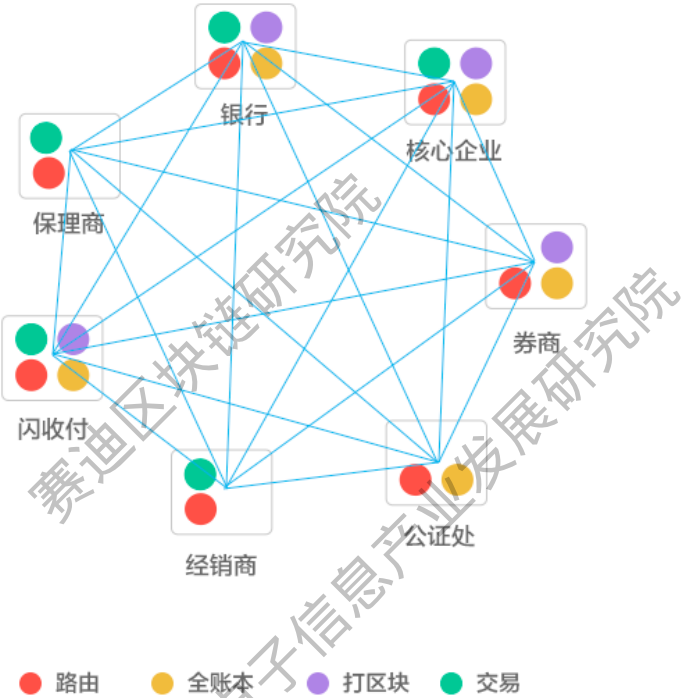 银行
核心企业
保理商
券商
闪收付
公证处
经销商
路由
全账本
打区块
交易
赛迪区块链研究院
子信息产业发展研究院